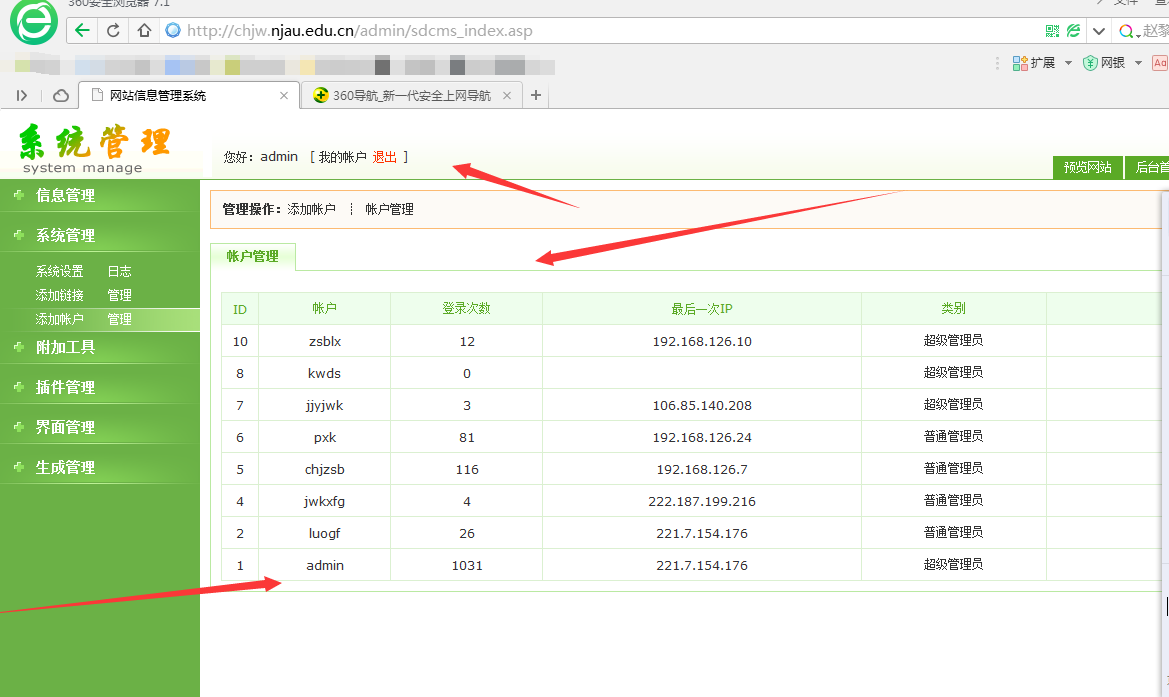 360安全浏览器 7.1
http://chjw.njau.edu.cn/admin/sdcms_index.asp
扩展 网银
网站信息管理系统 360导航_新一代安全上网导航
系统管理
system manage
您好：admin [ 我的帐户 退出 ]
预览网站 后台首
信息管理
系统管理
系统设置 日志
添加链接 管理
添加帐户 管理
附加工具
插件管理
界面管理
生成管理
管理操作：添加帐户 ┊ 帐户管理
帐户管理
ID 帐户 登录次数 最后一次IP 类别
10 zsblx 12 192.168.126.10 超级管理员
8 kwds 0 超级管理员
7 jjyjwk 3 106.85.140.208 超级管理员
6 pxk 81 192.168.126.24 普通管理员
5 chjzsb 116 192.168.126.7 普通管理员
4 jwkxfg 4 222.187.199.216 普通管理员
2 luogf 26 221.7.154.176 普通管理员
1 admin 1031 221.7.154.176 超级管理员